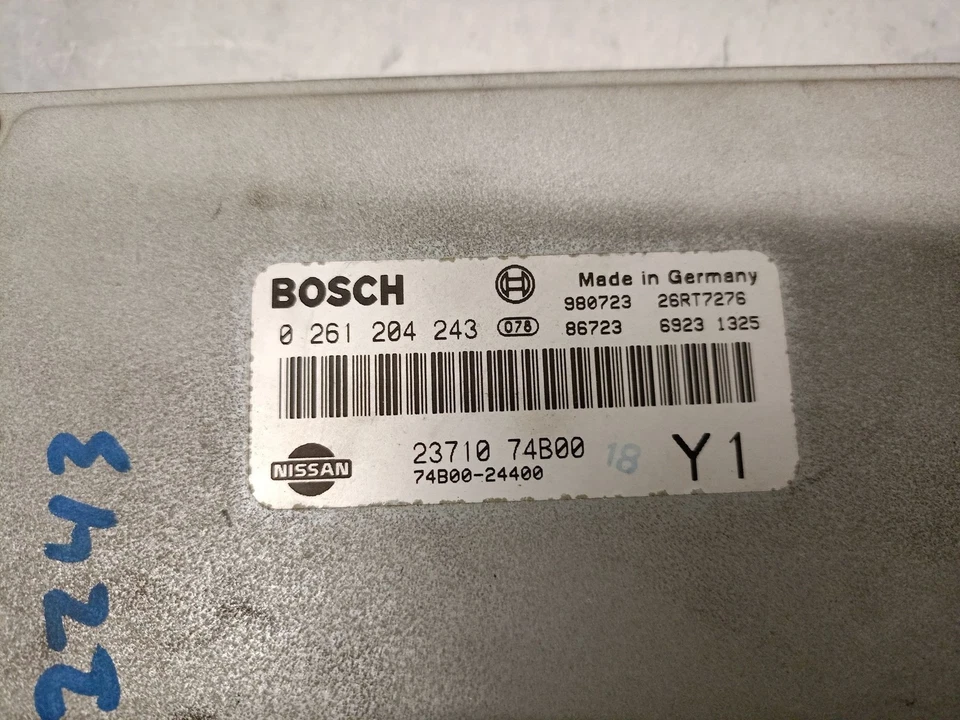 BOSCH
Made in Germany
980723 26RT7276
0 261 204 243 078 86723 6923 1325
NISSAN
23710 74B00 18 Y1
74B00-24400
2243